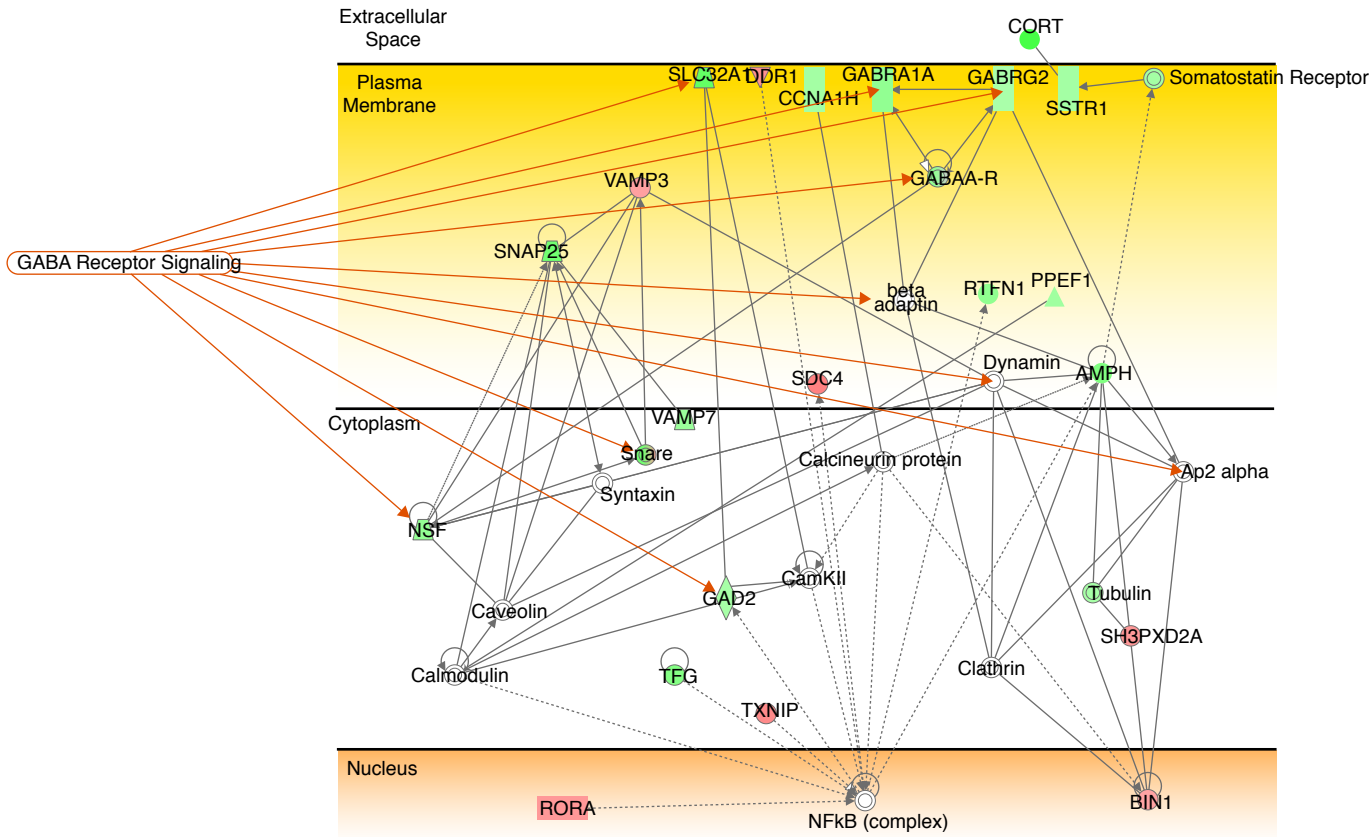 Extracellular
Space
CORT
Plasma
Membrane
SLC32A1
DDR1
CCNA1H
GABRA1A
GABRG2
SSTR1
Somatostatin Receptor
GABAA-R
VAMP3
SNAP25
GABA Receptor Signaling
beta
adaptin
RTFN1
PPEF1
Dynamin
AMPH
SDC4
Cytoplasm
VAMP7
Snare
Calcineurin protein
Ap2 alpha
Syntaxin
NSF
CamKII
GAD2
Tubulin
Caveolin
SH3PXD2A
Calmodulin
TFG
Clathrin
TXNIP
Nucleus
RORA
NFkB (complex)
BIN1